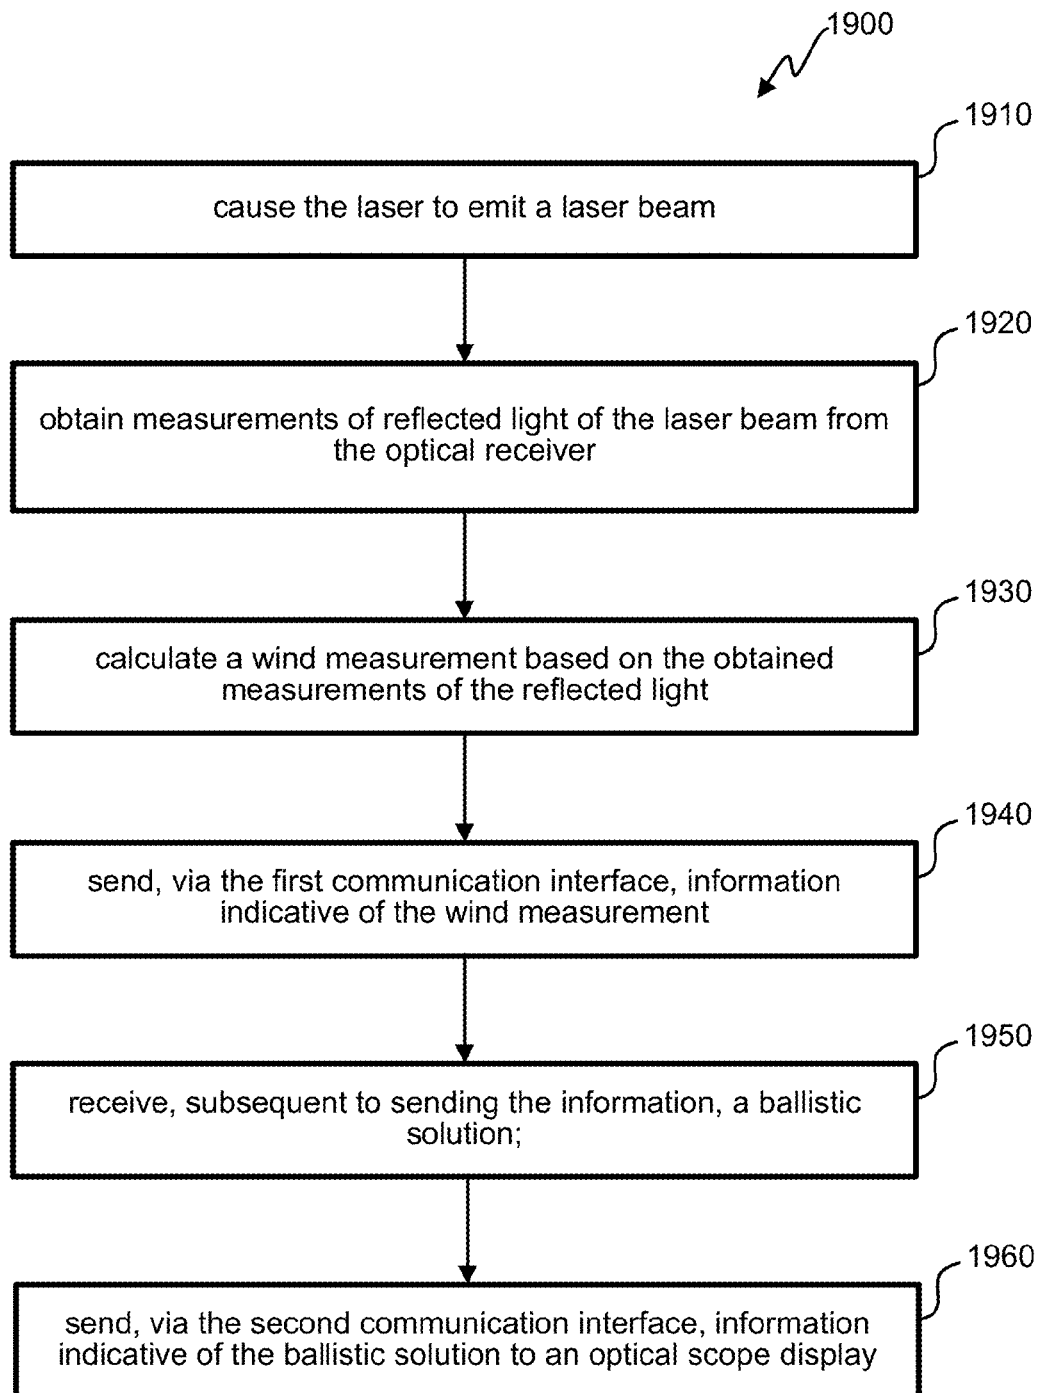 1900
1910
cause the laser to emit a laser beam
1920
obtain measurements of reflected light of the laser beam from
the optical receiver
1930
calculate a wind measurement based on the obtained
measurements of the reflected light
1940
send, via the first communication interface, information
indicative of the wind measurement
1950
receive, subsequent to sending the information, a ballistic
solution;
1960
send, via the second communication interface, information
indicative of the ballistic solution to an optical scope display